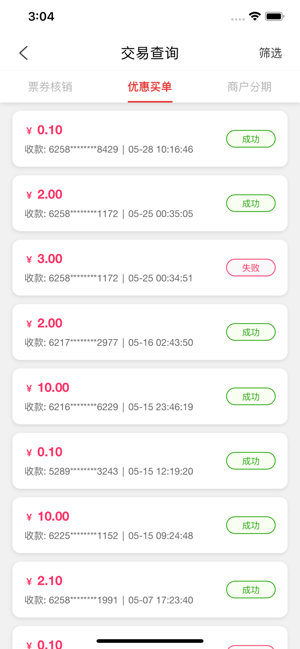 3:04
交易查询
筛选
票券核销 优惠买单 商户分期
¥ 0.10
成功
收款: 6258********8429 | 05-28 10:16:46
¥ 2.00
成功
收款: 6258********1172 | 05-25 00:35:05
¥ 3.00
失败
收款: 6258********1172 | 05-25 00:34:51
¥ 2.00
成功
收款: 6217********2977 | 05-16 02:43:50
¥ 10.00
成功
收款: 6216********6229 | 05-15 23:46:19
¥ 0.10
成功
收款: 5289********3243 | 05-15 12:19:20
¥ 10.00
成功
收款: 6225********1152 | 05-15 09:24:48
¥ 2.10
成功
收款: 6258********1991 | 05-07 17:23:40
¥ 0.10